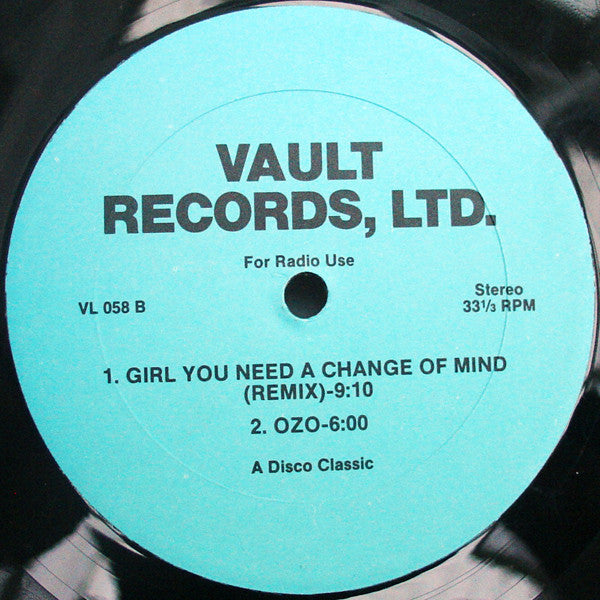 VAULT
RECORDS, LTD.
For Radio Use
VL 058 B
Stereo
33⅓ RPM
1. GIRL YOU NEED A CHANGE OF MIND
(REMIX)-9:10
2. OZO-6:00
A Disco Classic